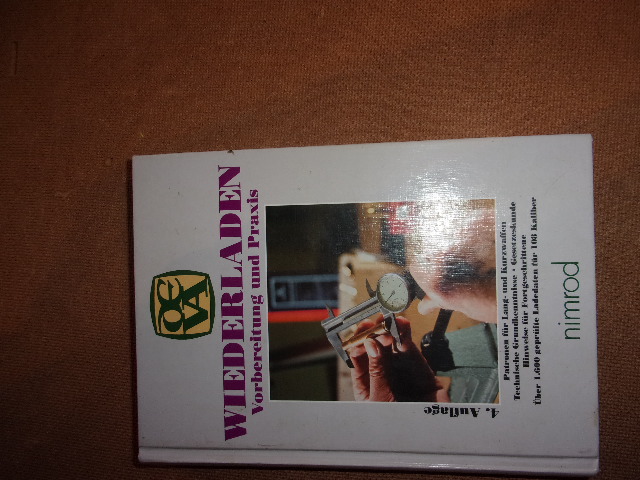 DEVA
WIEDERLADEN
Vorbereitung und Praxis
4. Auflage
Patronen für Lang- und Kurzwaffen
Technische Grundkenntnisse · Gesetzeskunde
Hinweise für Fortgeschrittene
Über 1.600 geprüfte Ladedaten für 108 Kaliber
nimrod